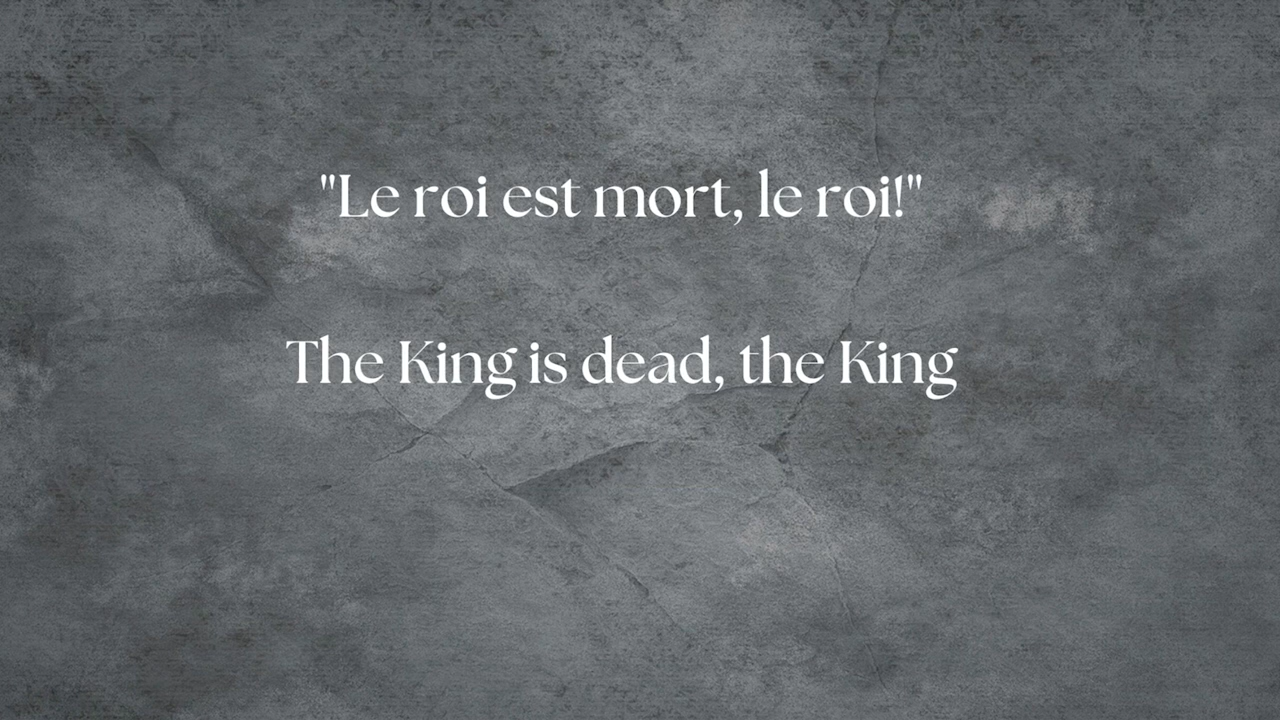 "Le roi est mort, le roi!"
The King is dead, the King